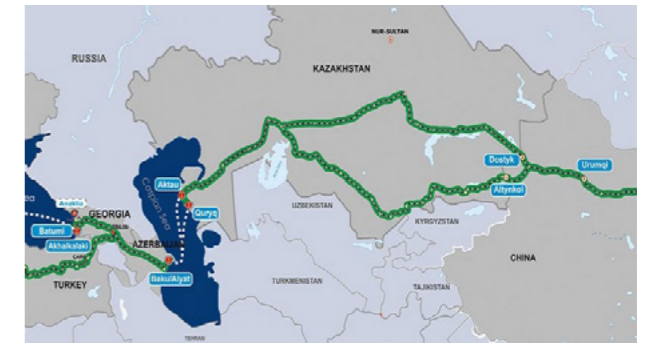 NUR-SULTAN
RUSSIA
KAZAKHSTAN
Dostyk
Urumqi
Aktau
Altynkol
Caspian Sea
Quryq
UZBEKISTAN
Anaklia
GEORGIA
KYRGYZSTAN
Batumi
Akhalkalaki
AZERBAIJAN
CHINA
Baku/Alyat
TURKMENISTAN
TAJIKISTAN
TURKEY
TEHRAN